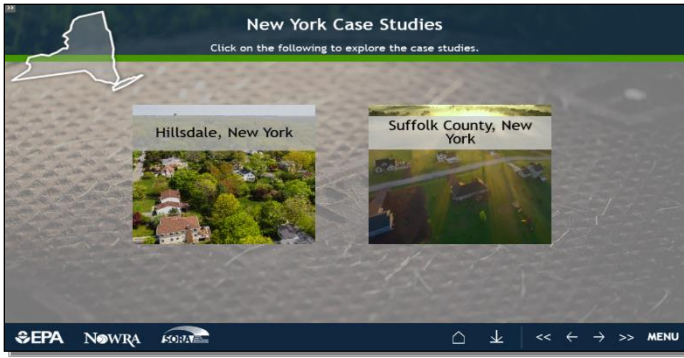 New York Case Studies
Click on the following to explore the case studies.
Hillsdale, New York
Suffolk County, New
York
EPA NOWRA SORA << >> MENU